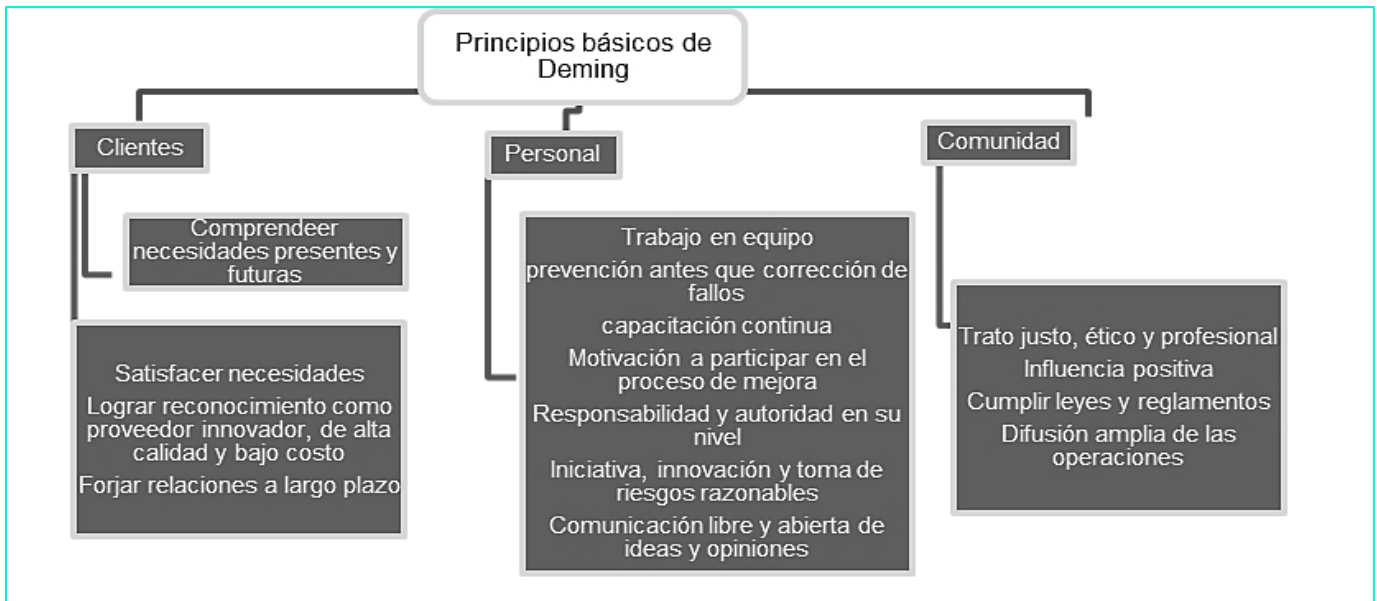 Principios básicos de
Deming
Clientes
Comprendeer
necesidades presentes y
futuras
Satisfacer necesidades
Lograr reconocimiento como
proveedor innovador, de alta
calidad y bajo costo
Forjar relaciones a largo plazo
Personal
Trabajo en equipo
prevención antes que corrección de
fallos
capacitación continua
Motivación a participar en el
proceso de mejora
Responsabilidad y autoridad en su
nivel
Iniciativa, innovación y toma de
riesgos razonables
Comunicación libre y abierta de
ideas y opiniones
Comunidad
Trato justo, ético y profesional
Influencia positiva
Cumplir leyes y reglamentos
Difusión amplia de las
operaciones